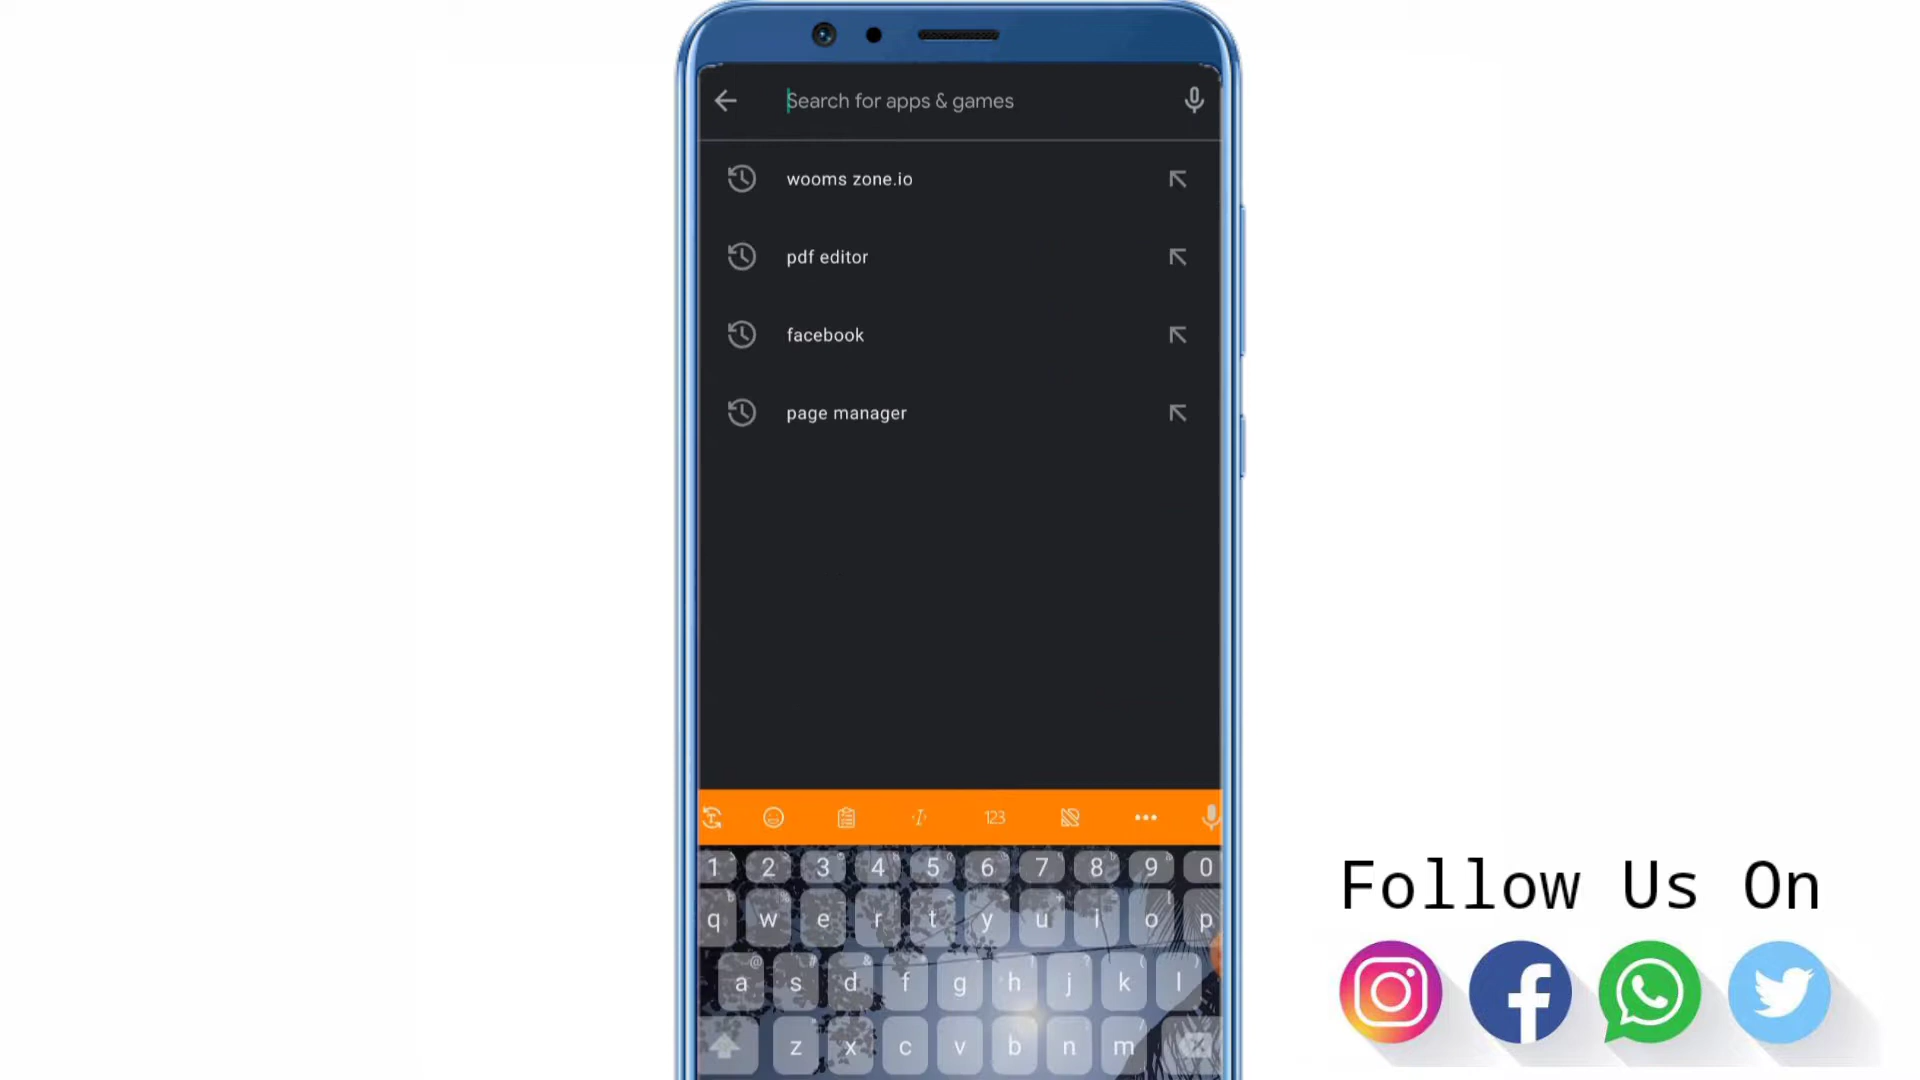 Search for apps & games
wooms zone.io
pdf editor
facebook
page manager
123
1 2 3 4 5 6 7 8 9 0
q w e r t y u i o p
a s d f g h j k l
z x c v b n m
Follow Us On